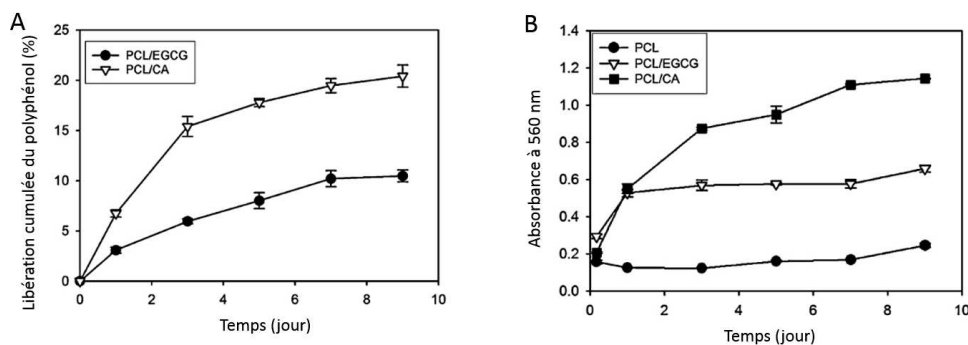 A
Libération cumulée du polyphénol (%)
25
20
15
10
5
0
PCL/EGCG
PCL/CA
0 2 4 6 8 10
Temps (jour)
B
Absorbance à 560 nm
1.4
1.2
1.0
0.8
0.6
0.4
0.2
0.0
PCL
PCL/EGCG
PCL/CA
0 2 4 6 8 10
Temps (jour)